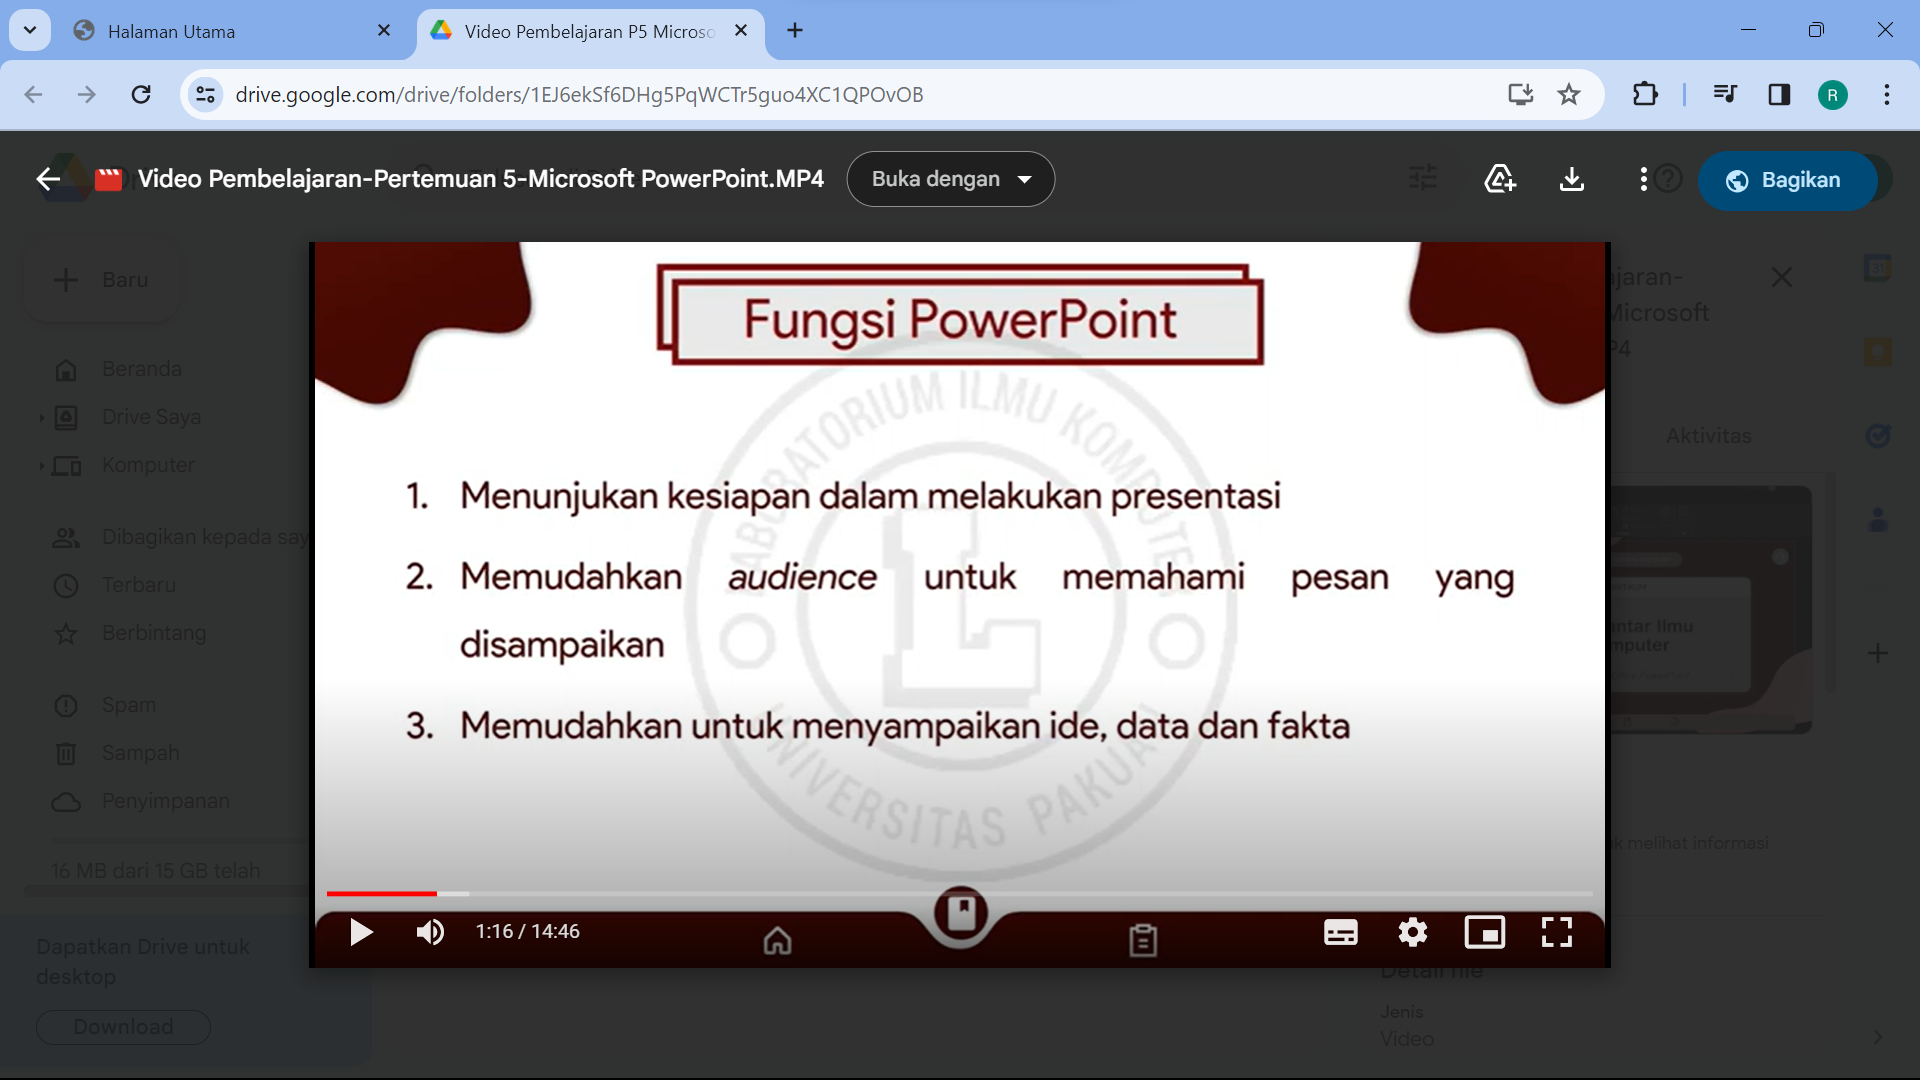 Halaman Utama
Video Pembelajaran P5 Microso
drive.google.com/drive/folders/1EJ6ekSf6DHg5PqWCTr5guo4XC1QPOvOB
R
Video Pembelajaran-Pertemuan 5-Microsoft PowerPoint.MP4
Buka dengan
Bagikan
Baru
Beranda
Drive Saya
Komputer
Dibagikan kepada say
Terbaru
Berbintang
Spam
Sampah
Penyimpanan
16 MB dari 15 GB telah
Dapatkan Drive untuk
desktop
Download
Fungsi PowerPoint
1. Menunjukan kesiapan dalam melakukan presentasi
2. Memudahkan audience untuk memahami pesan yang
disampaikan
3. Memudahkan untuk menyampaikan ide, data dan fakta
LABORATORIUM ILMU KOMPUTER
UNIVERSITAS PAKUAN
L
1:16 / 14:46
ajaran-
Microsoft
P4
Aktivitas
31
antar Ilmu
mputer
k melihat informasi
Detail file
Jenis
Video